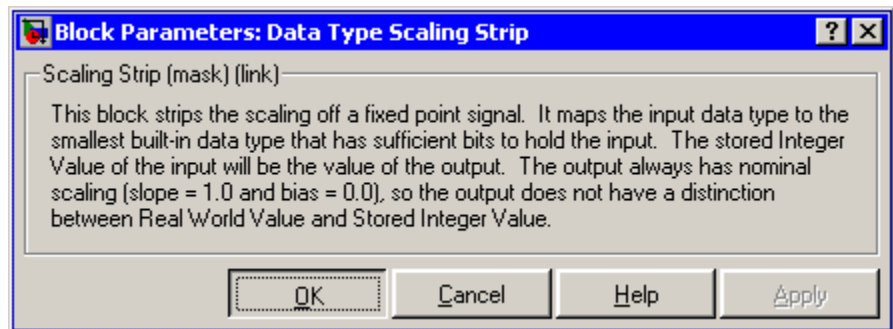 Block Parameters: Data Type Scaling Strip
Scaling Strip (mask) (link)
This block strips the scaling off a fixed point signal.  It maps the input data type to the
smallest built-in data type that has sufficient bits to hold the input.  The stored Integer
Value of the input will be the value of the output.  The output always has nominal
scaling (slope = 1.0 and bias = 0.0), so the output does not have a distinction
between Real World Value and Stored Integer Value.
OK Cancel Help Apply